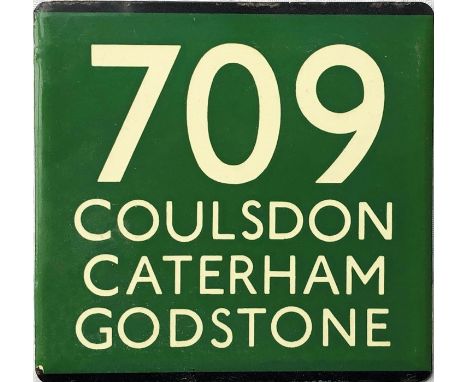 709
COULSDON
CATERHAM
GODSTONE